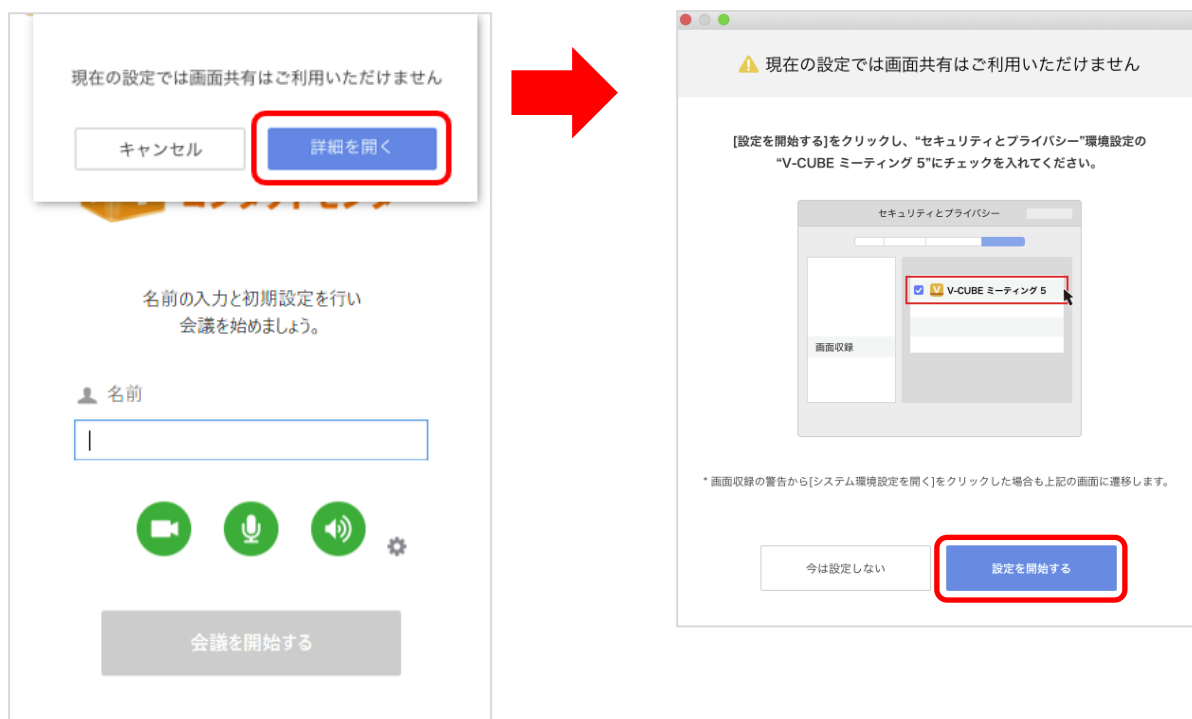 現在の設定では画面共有はご利用いただけません
キャンセル
詳細を開く
名前の入力と初期設定を行い
会議を始めましょう。
名前
会議を開始する
現在の設定では画面共有はご利用いただけません
[設定を開始する]をクリックし、“セキュリティとプライバシー”環境設定の
“V-CUBE ミーティング 5”にチェックを入れてください。
セキュリティとプライバシー
V-CUBE ミーティング 5
画面収録
* 画面収録の警告から[システム環境設定を開く]をクリックした場合も上記の画面に遷移します。
今は設定しない
設定を開始する